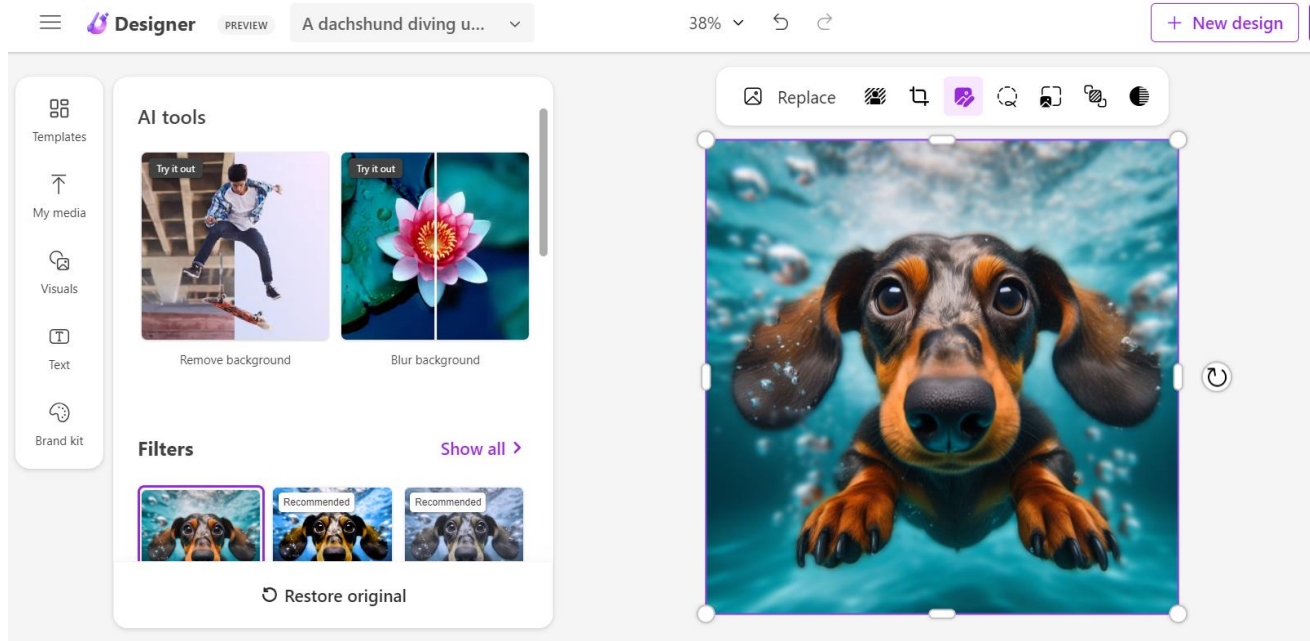 Designer PREVIEW A dachshund diving u... 38% + New design
Templates
My media
Visuals
Text
Brand kit
AI tools
Try it out Try it out
Remove background Blur background
Filters Show all
Recommended Recommended
Restore original
Replace